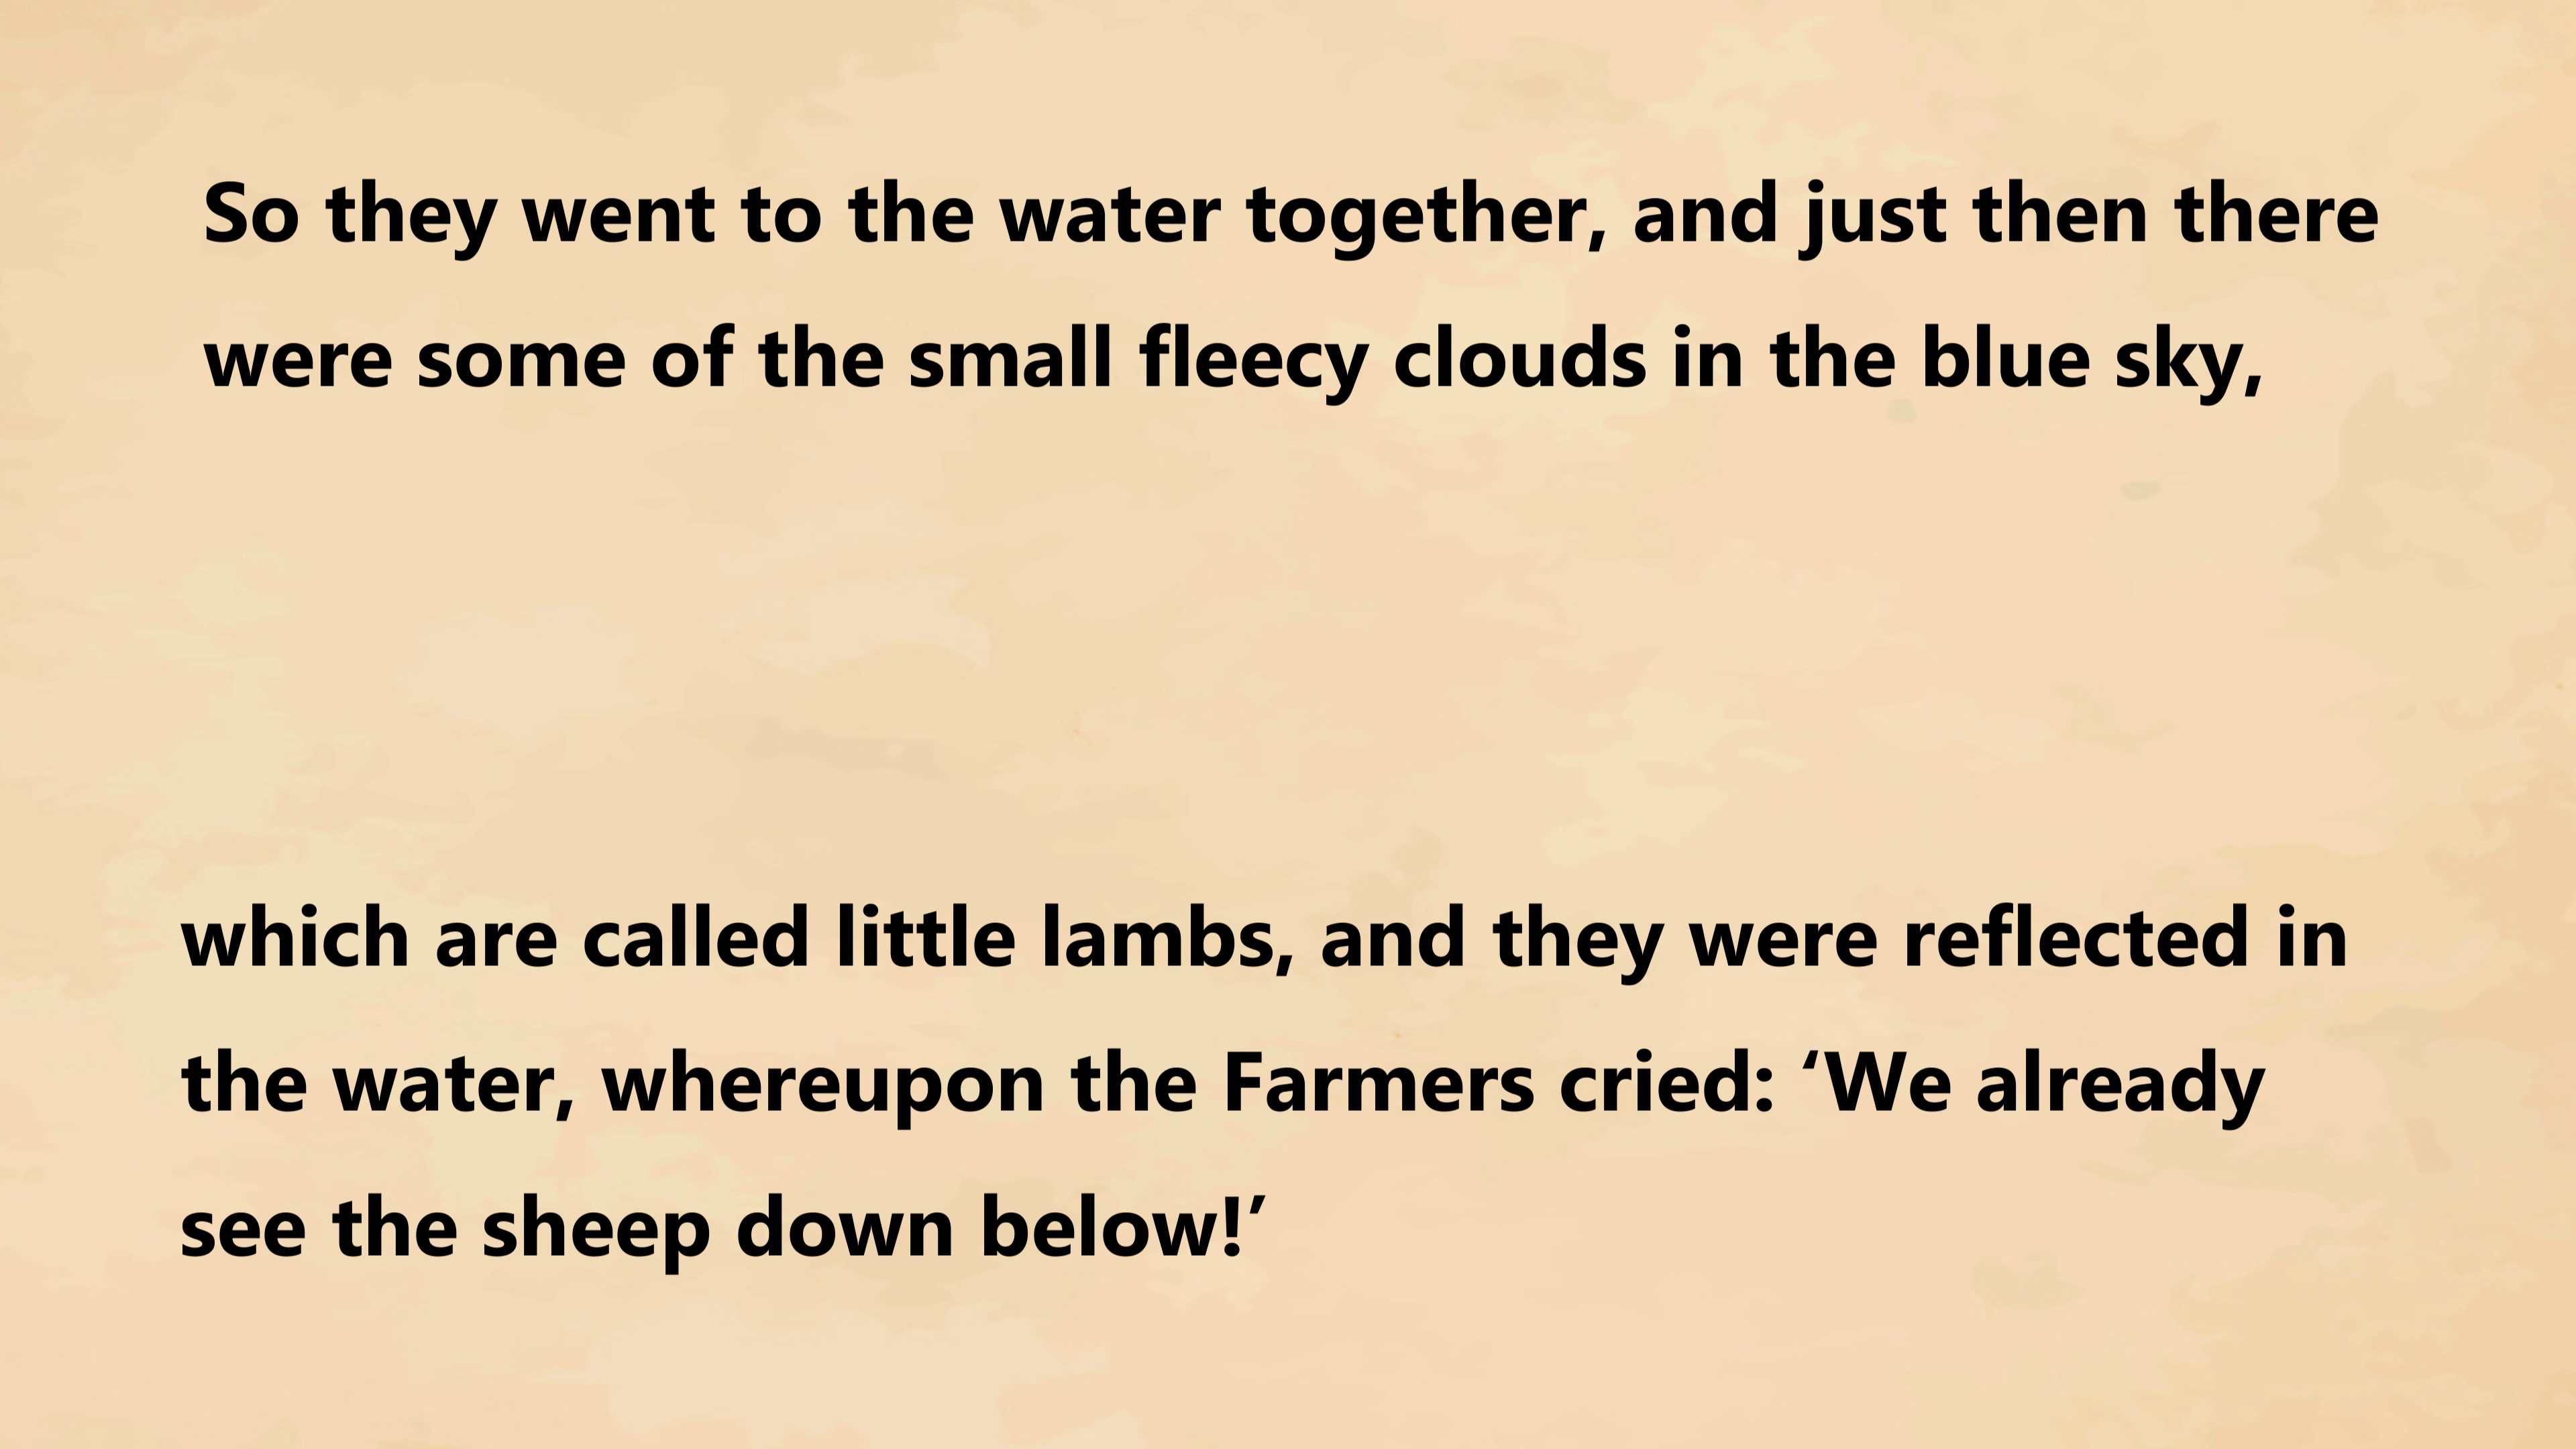 So they went to the water together, and just then there
were some of the small fleecy clouds in the blue sky,
which are called little lambs, and they were reflected in
the water, whereupon the Farmers cried: ‘We already
see the sheep down below!’